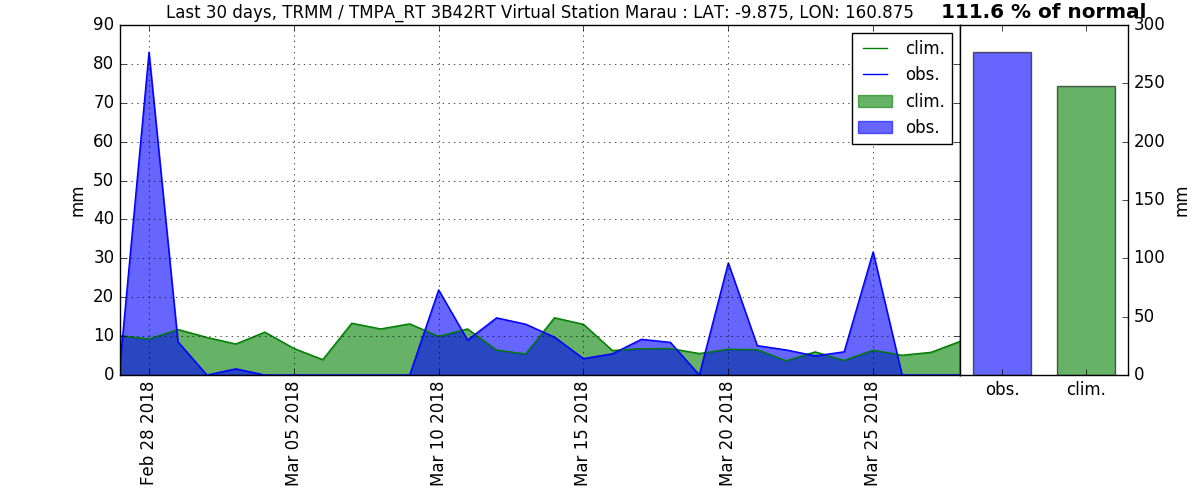 Last 30 days, TRMM / TMPA_RT 3B42RT Virtual Station Marau : LAT: -9.875, LON: 160.875
111.6 % of normal
90
80
70
60
50
40
30
20
10
0
mm
clim.
obs.
clim.
obs.
Feb 28 2018
Mar 05 2018
Mar 10 2018
Mar 15 2018
Mar 20 2018
Mar 25 2018
300
250
200
150
100
50
0
mm
obs.
clim.